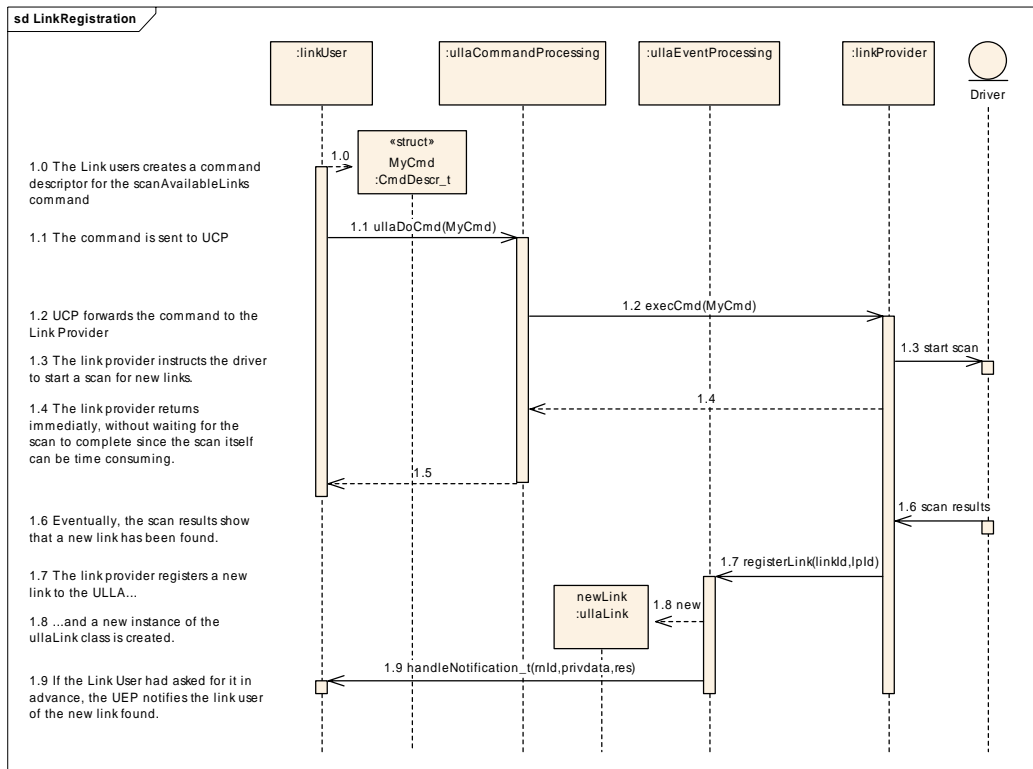 sd LinkRegistration
:linkUser
:ullaCommandProcessing
:ullaEventProcessing
:linkProvider
Driver
«struct»
MyCmd
:CmdDescr_t
1.0 The Link users creates a command
descriptor for the scanAvailableLinks
command
1.0
1.1 The command is sent to UCP
1.1 ullaDoCmd(MyCmd)
1.2 UCP forwards the command to the
Link Provider
1.2 execCmd(MyCmd)
1.3 The link provider instructs the driver
to start a scan for new links.
1.3 start scan
1.4 The link provider returns
immediatly, without waiting for the
scan to complete since the scan itself
can be time consuming.
1.4
1.5
1.6 Eventually, the scan results show
that a new link has been found.
1.6 scan results
1.7 The link provider registers a new
link to the ULLA...
1.7 registerLink(linkId,lpId)
1.8 ...and a new instance of the
ullaLink class is created.
newLink
:ullaLink
1.8 new
1.9 If the Link User had asked for it in
advance, the UEP notifies the link user
of the new link found.
1.9 handleNotification_t(rnId,privdata,res)